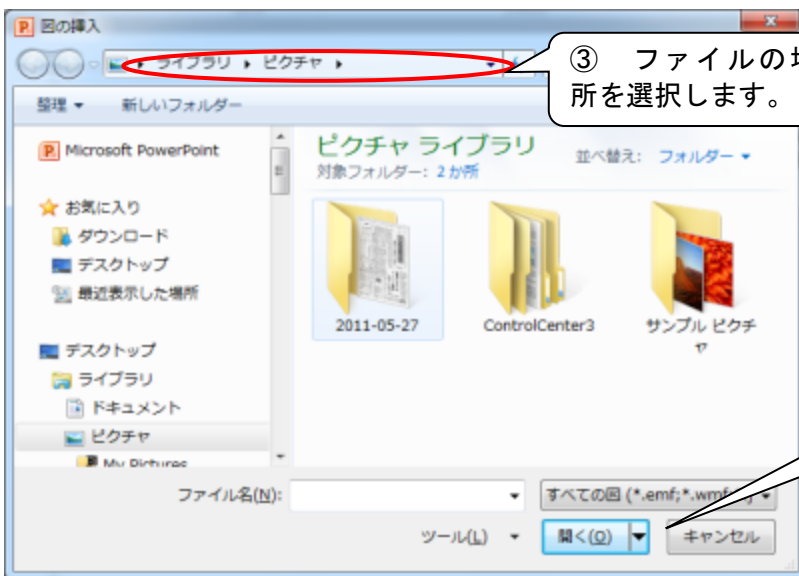 図の挿入
ライブラリ ▸ ピクチャ ▸
③ ファイルの場
所を選択します。
整理 ▼ 新しいフォルダー
Microsoft PowerPoint
お気に入り
ダウンロード
デスクトップ
最近表示した場所
デスクトップ
ライブラリ
ドキュメント
ピクチャ
My Pictures
ピクチャ ライブラリ
対象フォルダー: 2 か所
並べ替え: フォルダー ▼
2011-05-27
ControlCenter3
サンプル ピクチ
ャ
ファイル名(N):
すべての図 (*.emf;*.wmf;
ツール(L)
開く(O)
キャンセル